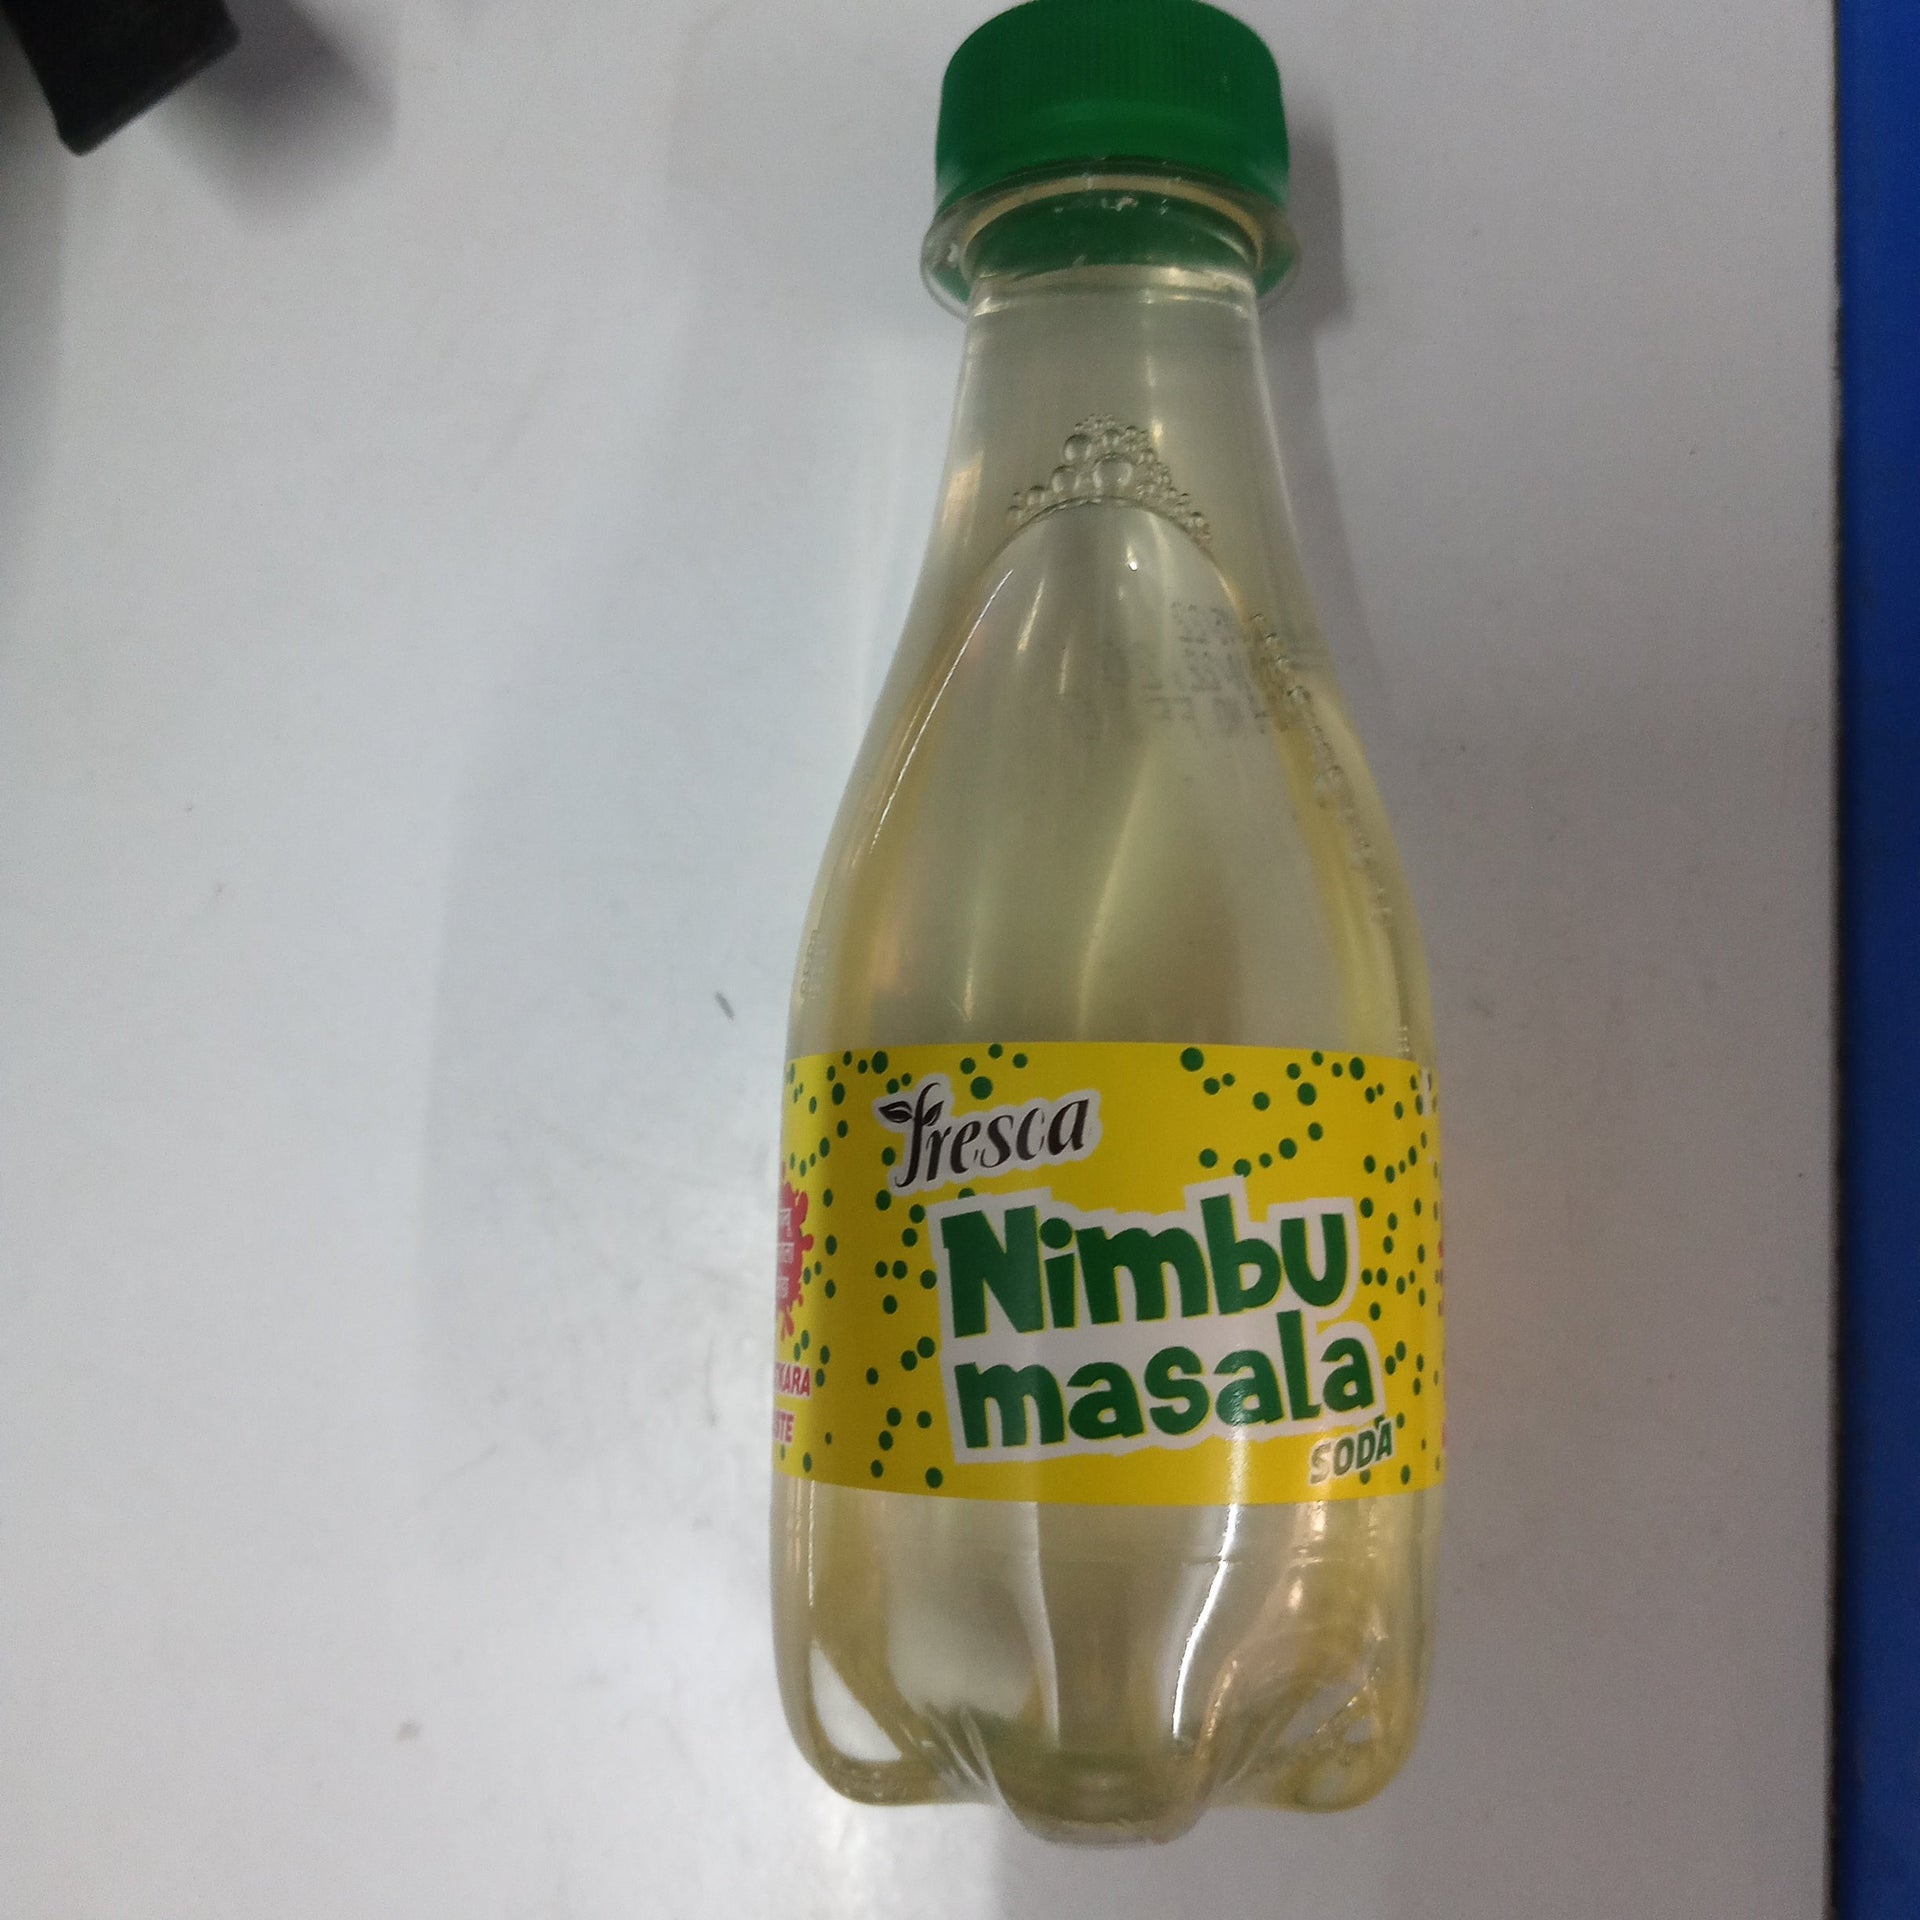 fresca
Nimbu
masala
SODA